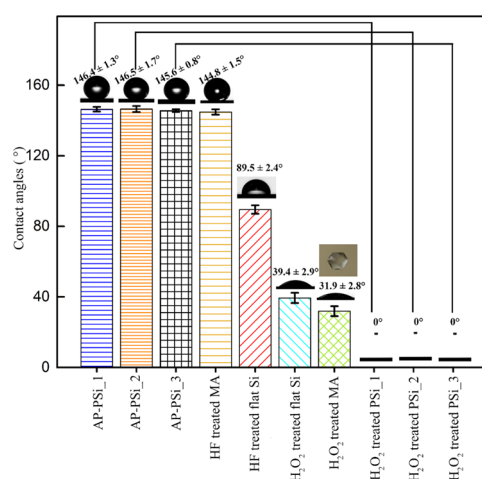 146.4 ± 1.3°
146.5 ± 1.7°
145.6 ± 0.8°
144.8 ± 1.5°
89.5 ± 2.4°
39.4 ± 2.9°
31.9 ± 2.8°
0°
0°
0°
Contact angles (°)
160
120
80
40
0
AP-PSi_1
AP-PSi_2
AP-PSi_3
HF treated MA
HF treated flat Si
H₂O₂ treated flat Si
H₂O₂ treated MA
H₂O₂ treated PSi_1
H₂O₂ treated PSi_2
H₂O₂ treated PSi_3